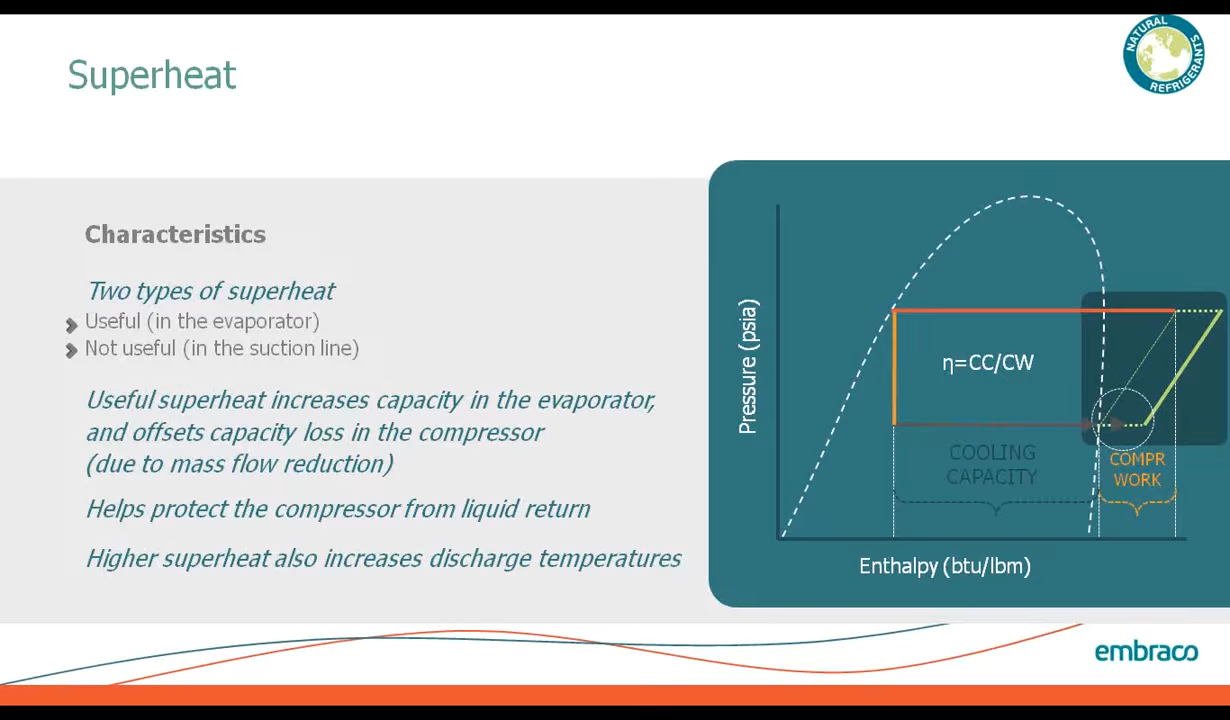 NATURAL
REFRIGERANTS
Superheat
Characteristics
Two types of superheat
Useful (in the evaporator)
Not useful (in the suction line)
Useful superheat increases capacity in the evaporator,
and offsets capacity loss in the compressor
(due to mass flow reduction)
Helps protect the compressor from liquid return
Higher superheat also increases discharge temperatures
Pressure (psia)
η=CC/CW
COOLING
CAPACITY
COMPR
WORK
Enthalpy (btu/lbm)
embraco